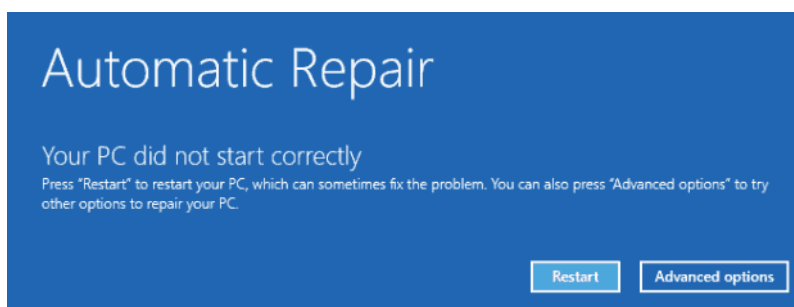 Automatic Repair
Your PC did not start correctly
Press "Restart" to restart your PC, which can sometimes fix the problem. You can also press "Advanced options" to try
other options to repair your PC.
Restart
Advanced options